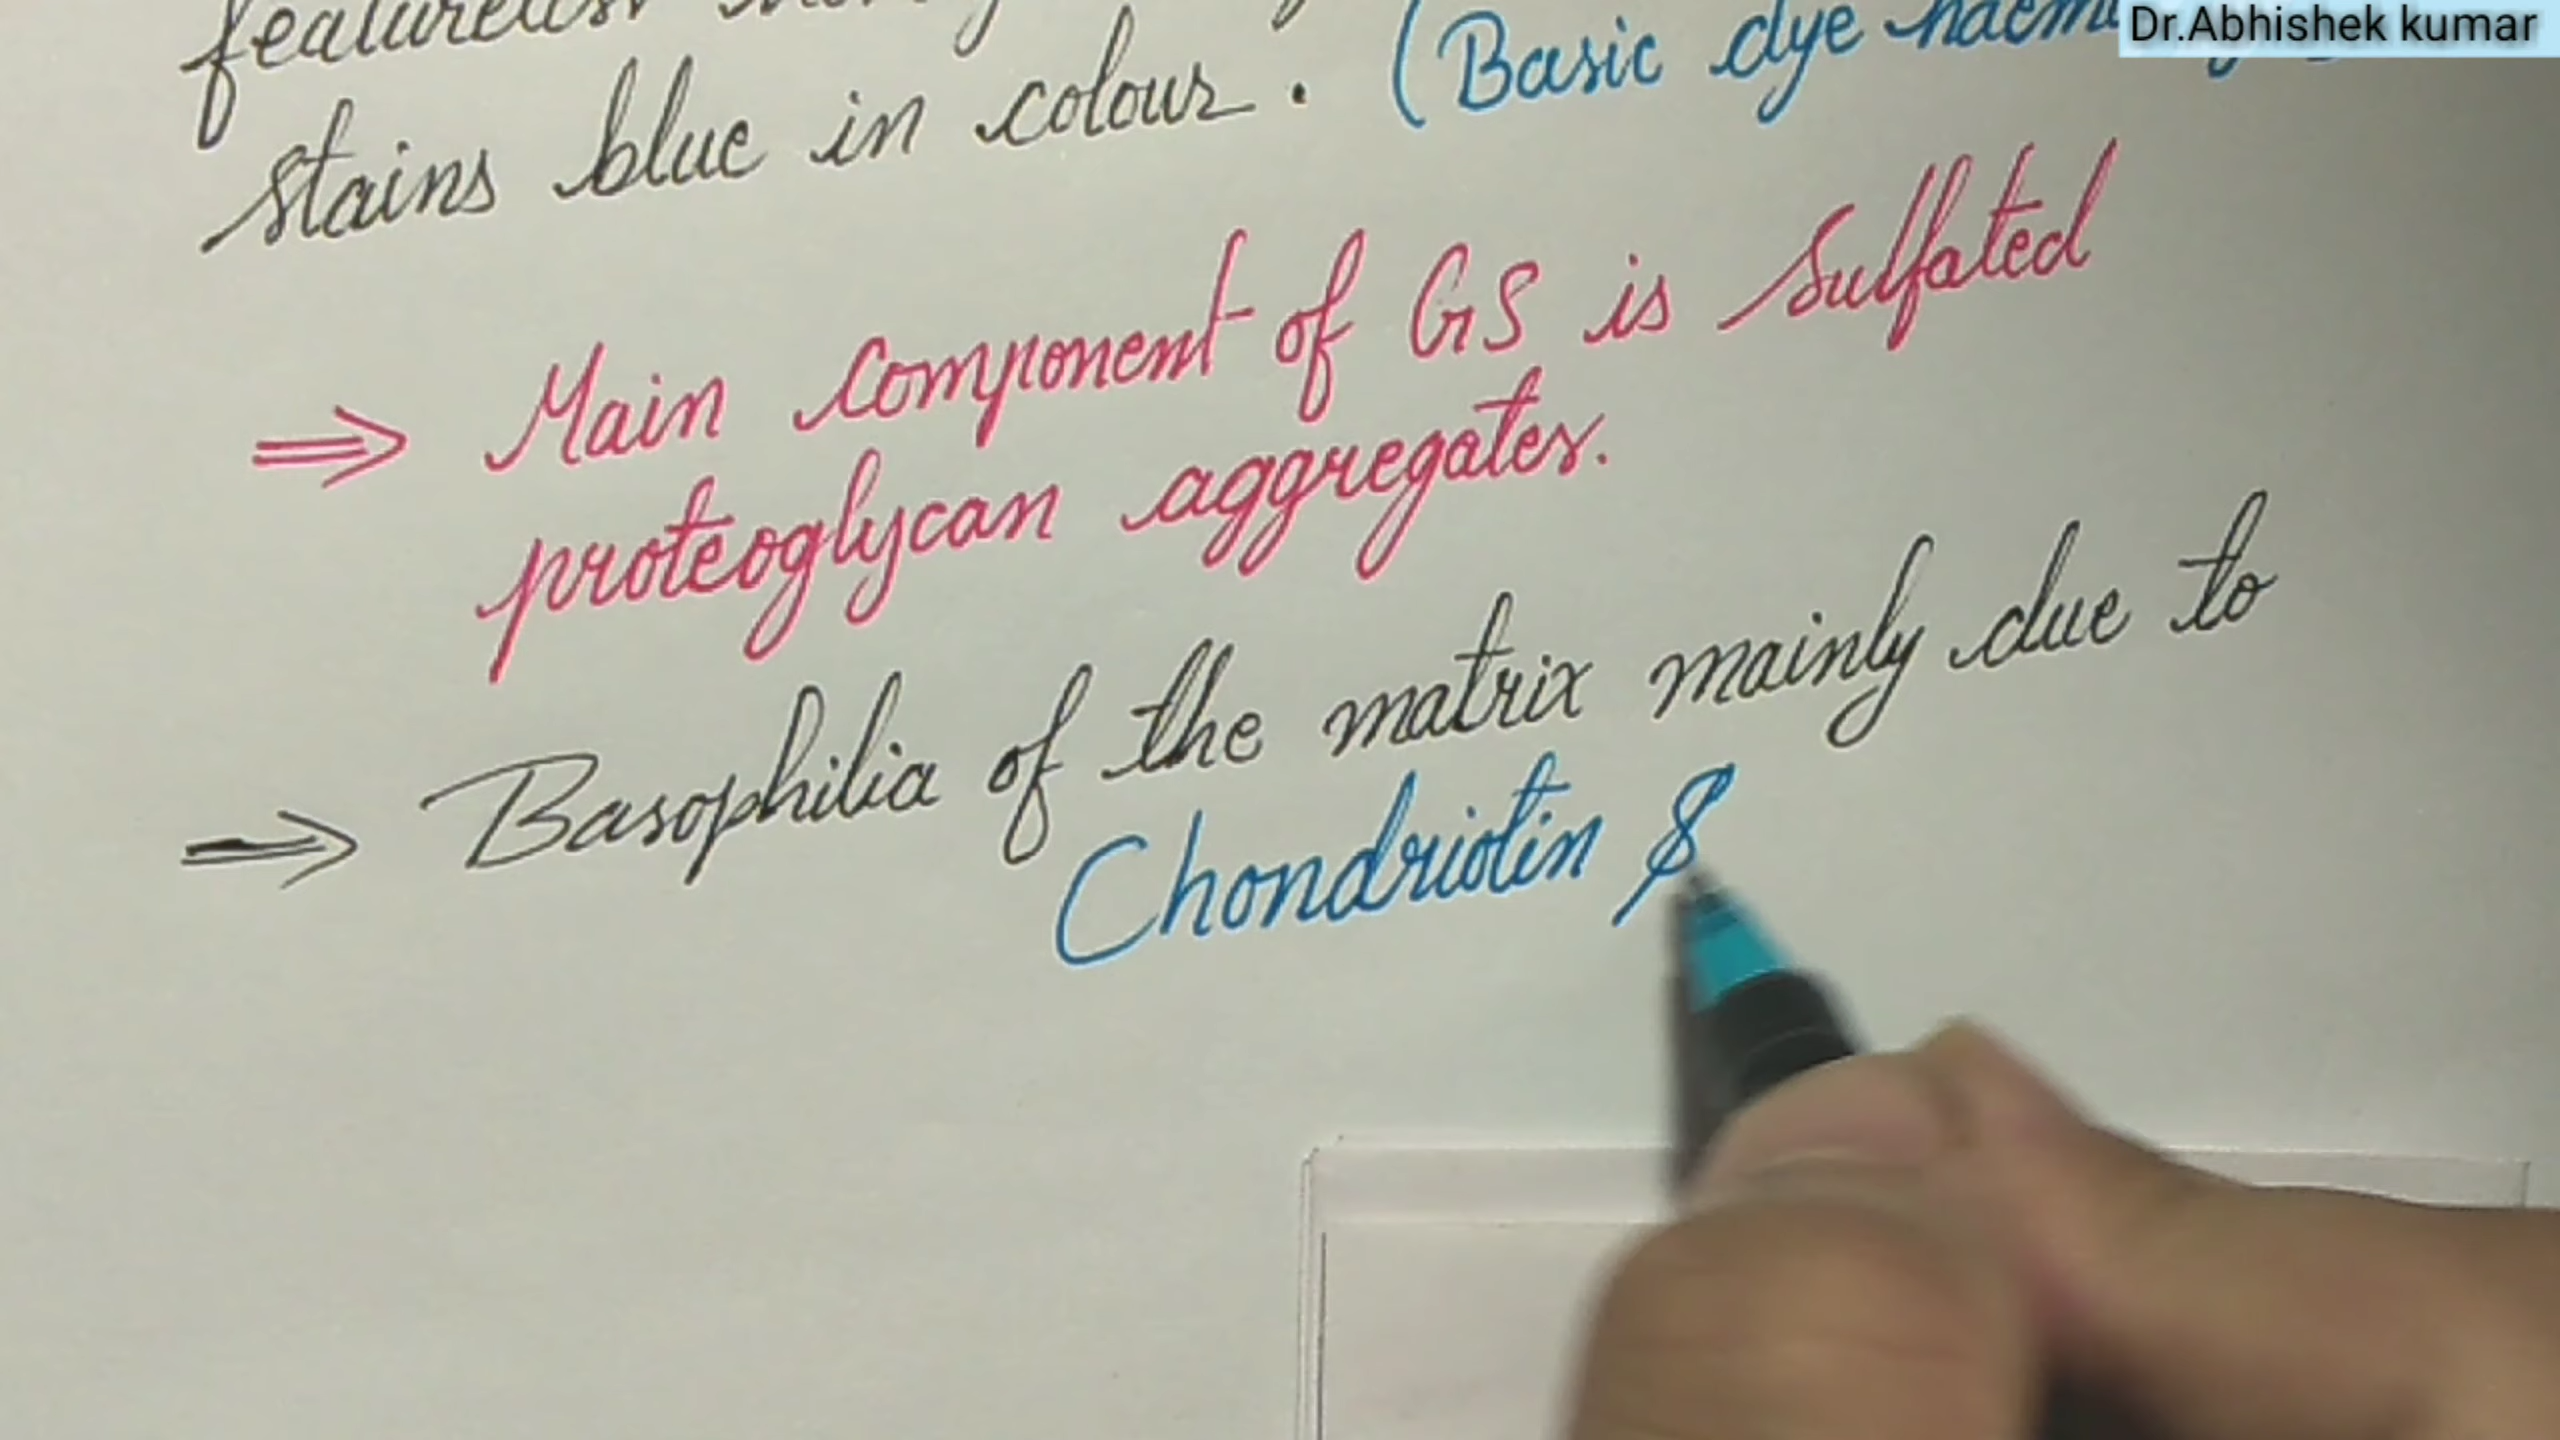 Dr.Abhishek kumar
stains blue in colour. (Basic dye
⇒ Main component of GS is Sulfated
proteoglycan aggregates.
⇒ Basophilia of the matrix mainly due to
Chondriotin S